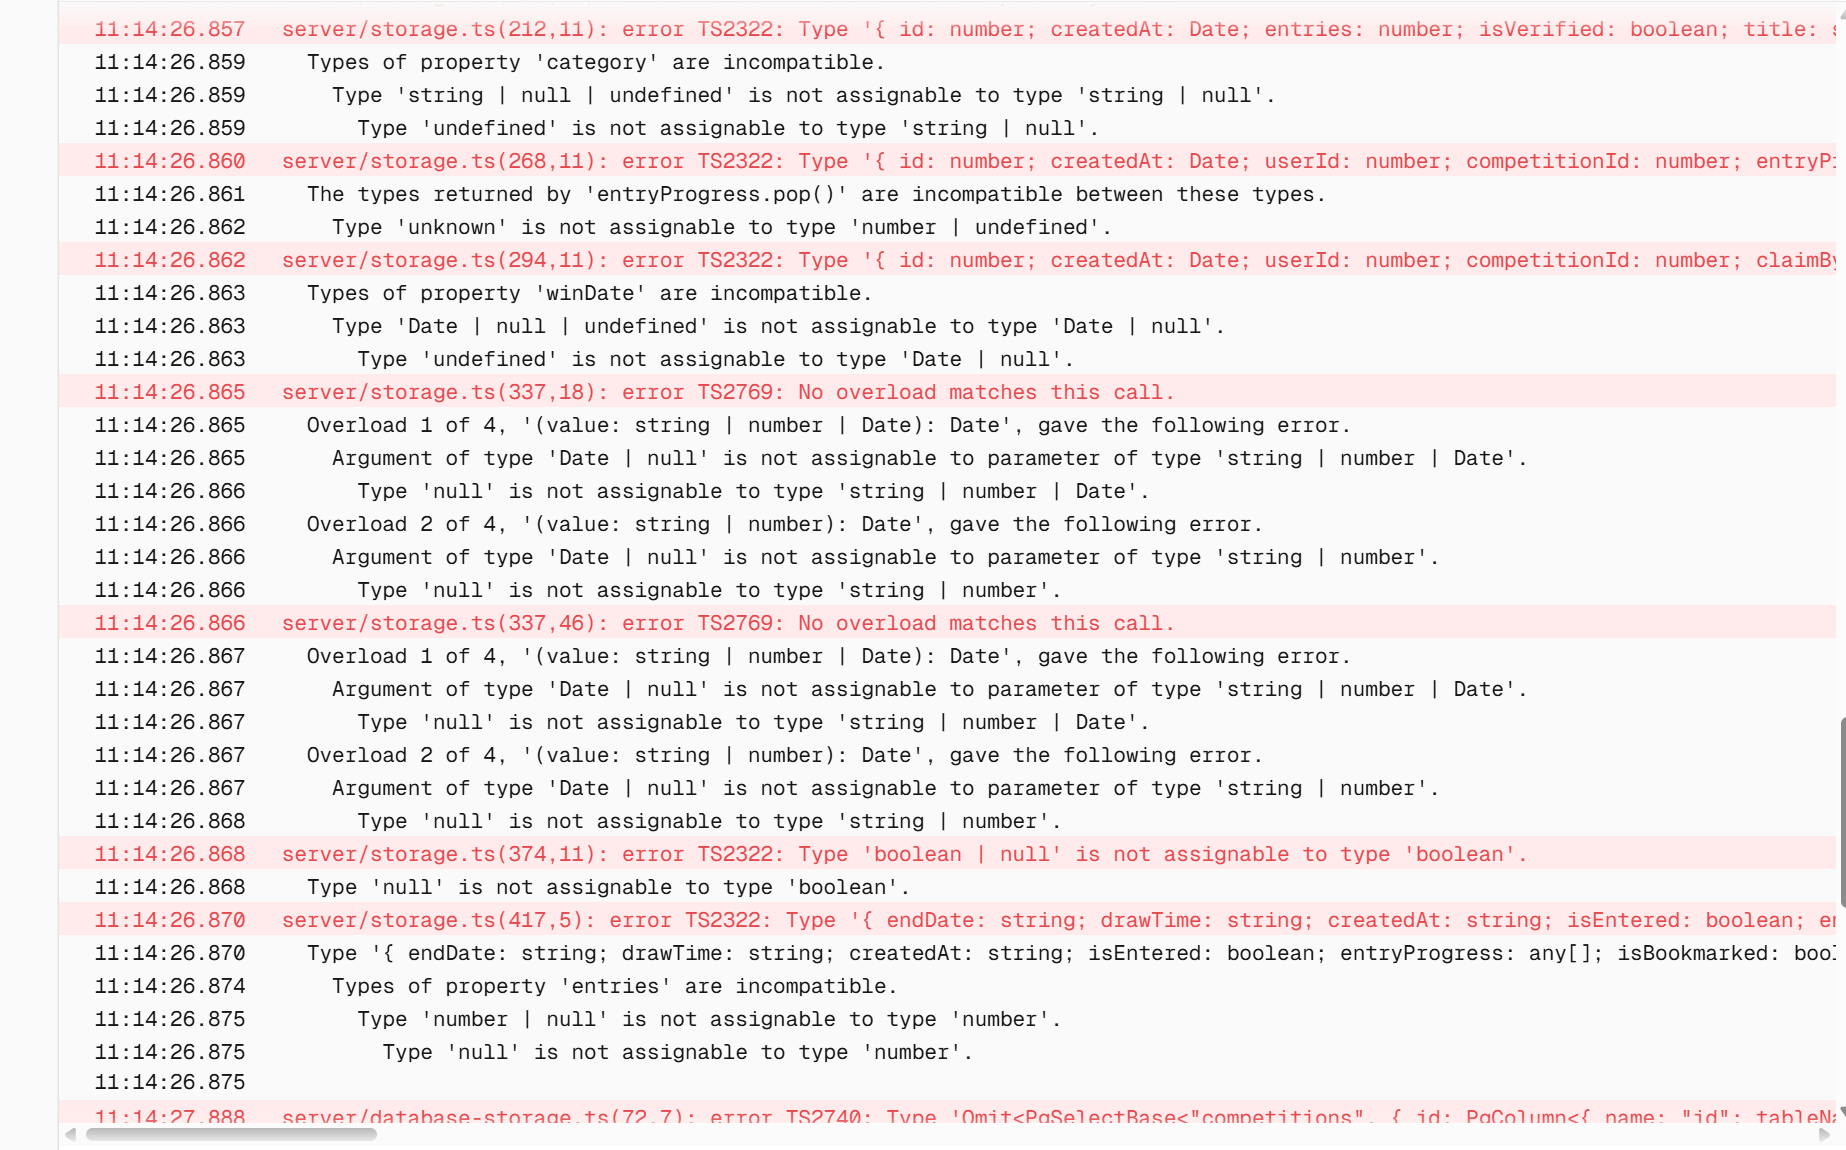 11:14:26.857 server/storage.ts(212,11): error TS2322: Type '{ id: number; createdAt: Date; entries: number; isVerified: boolean; title:
11:14:26.859 Types of property 'category' are incompatible.
11:14:26.859 Type 'string | null | undefined' is not assignable to type 'string | null'.
11:14:26.859 Type 'undefined' is not assignable to type 'string | null'.
11:14:26.860 server/storage.ts(268,11): error TS2322: Type '{ id: number; createdAt: Date; userId: number; competitionId: number; entryP
11:14:26.861 The types returned by 'entryProgress.pop()' are incompatible between these types.
11:14:26.862 Type 'unknown' is not assignable to type 'number | undefined'.
11:14:26.862 server/storage.ts(294,11): error TS2322: Type '{ id: number; createdAt: Date; userId: number; competitionId: number; claimBy
11:14:26.863 Types of property 'winDate' are incompatible.
11:14:26.863 Type 'Date | null | undefined' is not assignable to type 'Date | null'.
11:14:26.863 Type 'undefined' is not assignable to type 'Date | null'.
11:14:26.865 server/storage.ts(337,18): error TS2769: No overload matches this call.
11:14:26.865 Overload 1 of 4, '(value: string | number | Date): Date', gave the following error.
11:14:26.865 Argument of type 'Date | null' is not assignable to parameter of type 'string | number | Date'.
11:14:26.866 Type 'null' is not assignable to type 'string | number | Date'.
11:14:26.866 Overload 2 of 4, '(value: string | number): Date', gave the following error.
11:14:26.866 Argument of type 'Date | null' is not assignable to parameter of type 'string | number'.
11:14:26.866 Type 'null' is not assignable to type 'string | number'.
11:14:26.866 server/storage.ts(337,46): error TS2769: No overload matches this call.
11:14:26.867 Overload 1 of 4, '(value: string | number | Date): Date', gave the following error.
11:14:26.867 Argument of type 'Date | null' is not assignable to parameter of type 'string | number | Date'.
11:14:26.867 Type 'null' is not assignable to type 'string | number | Date'.
11:14:26.867 Overload 2 of 4, '(value: string | number): Date', gave the following error.
11:14:26.867 Argument of type 'Date | null' is not assignable to parameter of type 'string | number'.
11:14:26.868 Type 'null' is not assignable to type 'string | number'.
11:14:26.868 server/storage.ts(374,11): error TS2322: Type 'boolean | null' is not assignable to type 'boolean'.
11:14:26.868 Type 'null' is not assignable to type 'boolean'.
11:14:26.870 server/storage.ts(417,5): error TS2322: Type '{ endDate: string; drawTime: string; createdAt: string; isEntered: boolean; en
11:14:26.870 Type '{ endDate: string; drawTime: string; createdAt: string; isEntered: boolean; entryProgress: any[]; isBookmarked: bool
11:14:26.874 Types of property 'entries' are incompatible.
11:14:26.875 Type 'number | null' is not assignable to type 'number'.
11:14:26.875 Type 'null' is not assignable to type 'number'.
11:14:26.875
11:14:27.888 server/database-storage.ts(72,7): error TS2740: Type 'Omit<PgSelectBase<"competitions", { id: PgColumn<{ name: "id"; tableNa